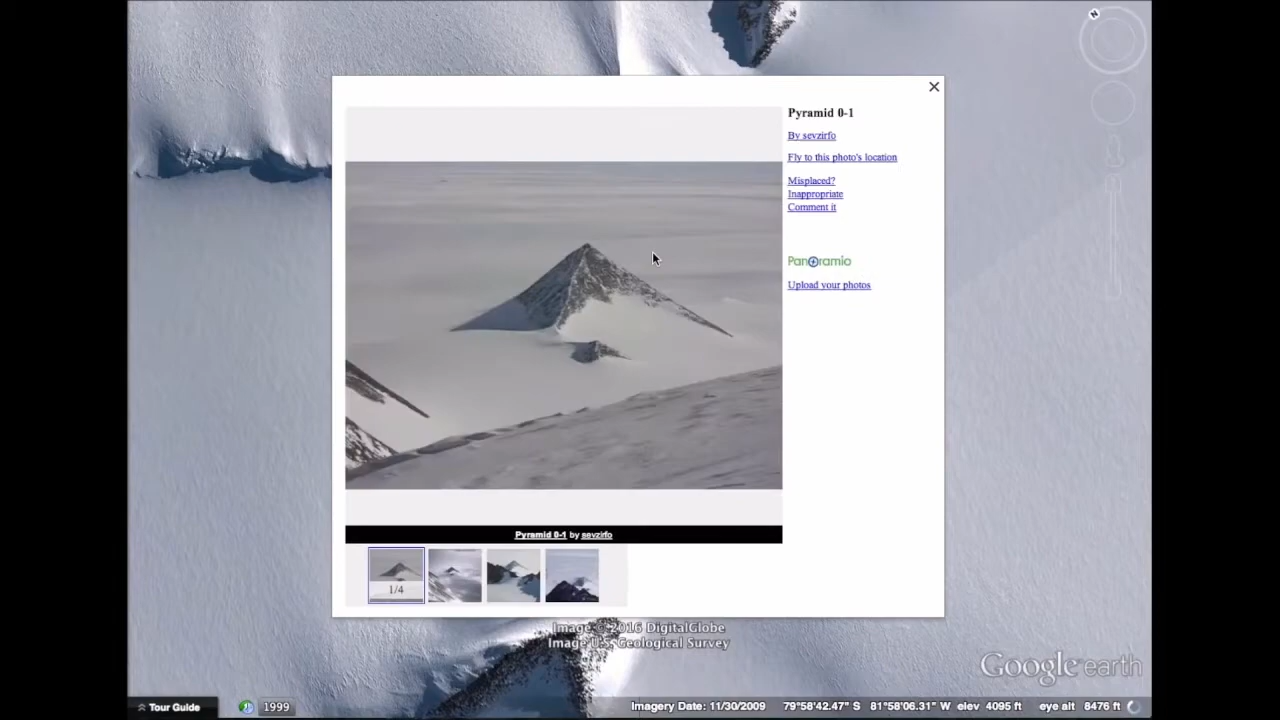 Pyramid 0-1
By sevzirfo
Fly to this photo's location
Misplaced?
Inappropriate
Comment it
Panoramio
Upload your photos
Pyramid 0-1 by sevzirfo
1/4
Image © 2016 DigitalGlobe
Image U.S. Geological Survey
Google earth
Tour Guide
1999
Imagery Date: 11/30/2009 79°58'42.47" S 81°58'06.31" W elev 4095 ft eye alt 8476 ft